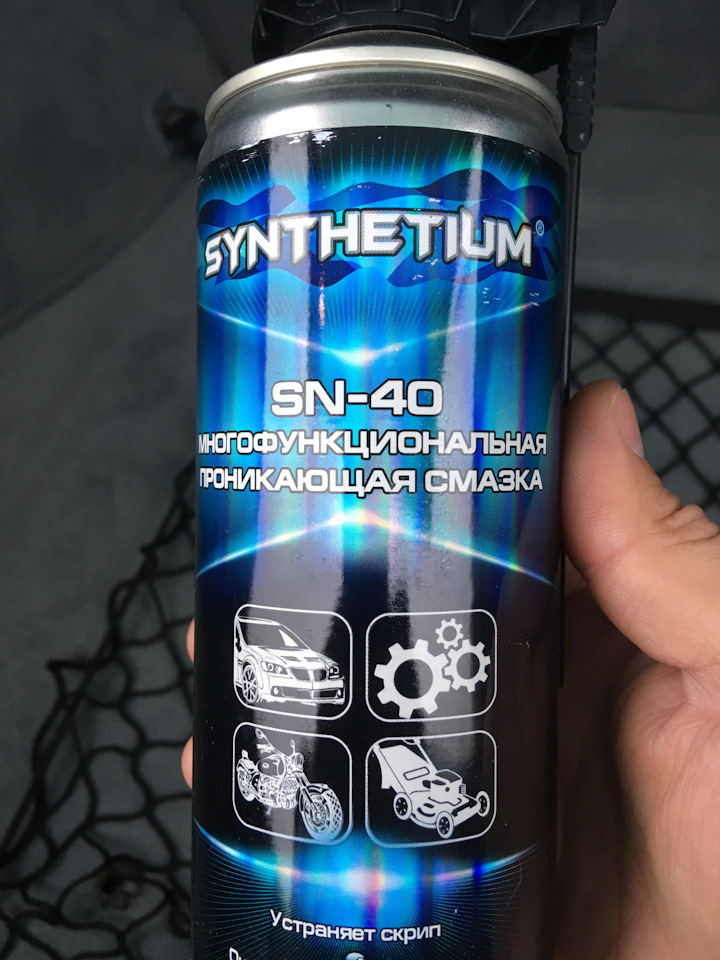 SYNTHETIUM®
SN-40
МНОГОФУНКЦИОНАЛЬНАЯ
ПРОНИКАЮЩАЯ СМАЗКА
Устраняет скрип